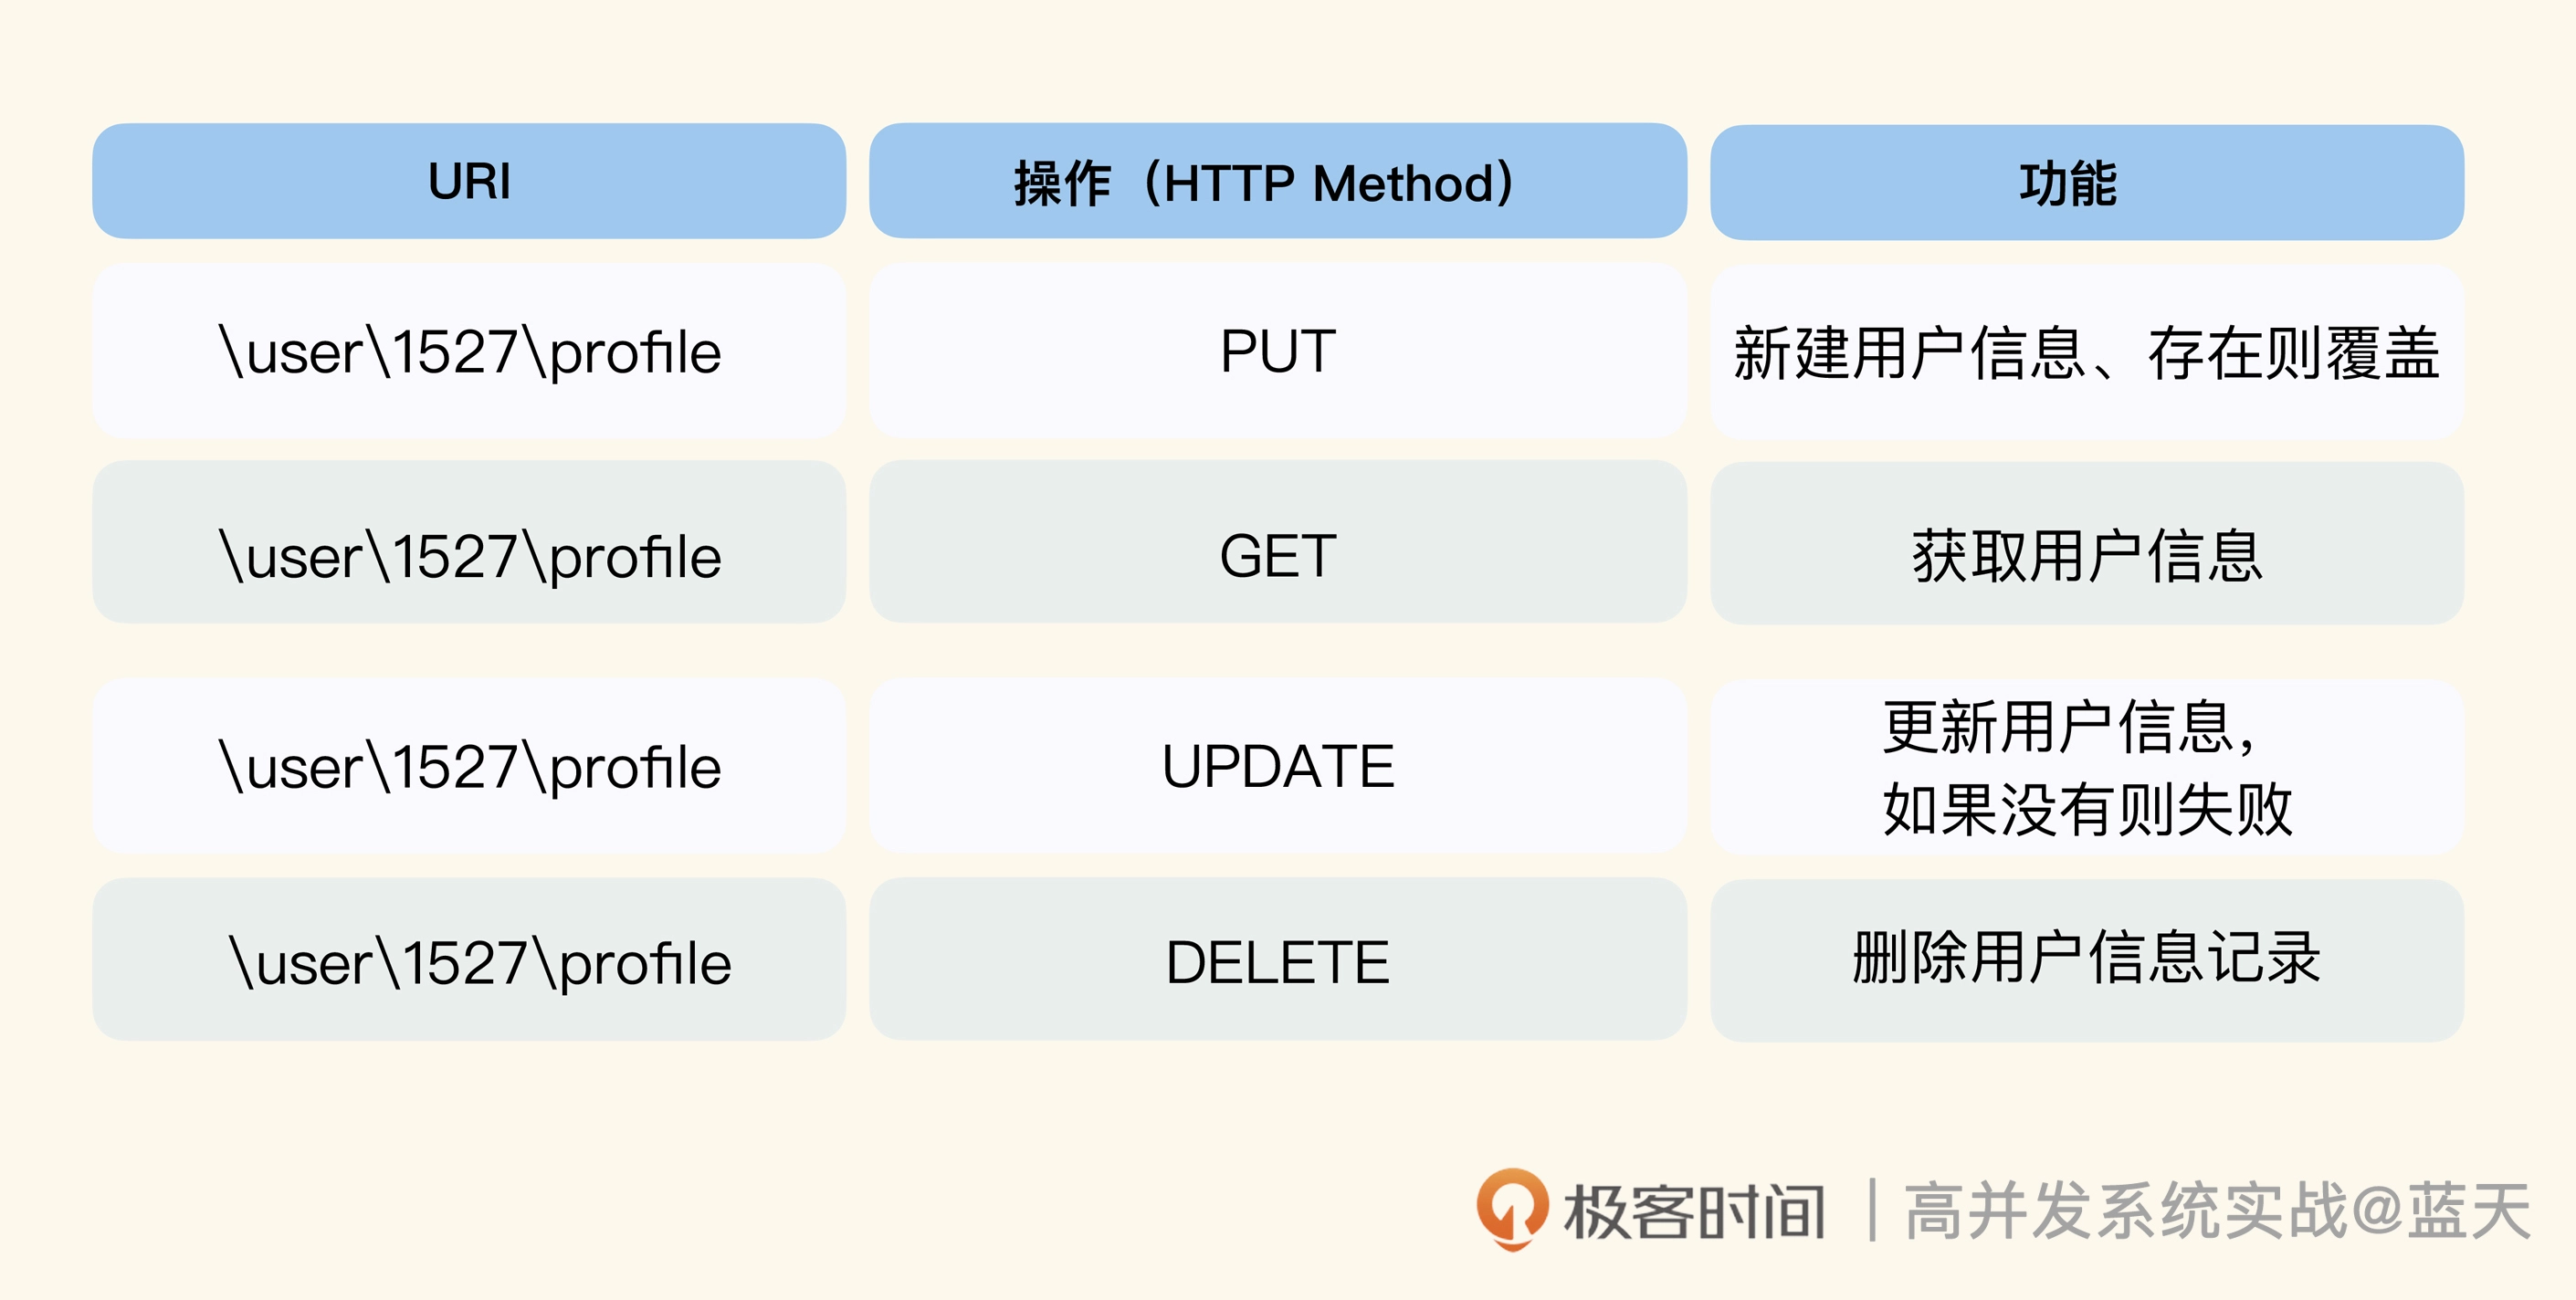 URI
操作（HTTP Method）
功能
\user\1527\profile
PUT
新建用户信息、存在则覆盖
\user\1527\profile
GET
获取用户信息
\user\1527\profile
UPDATE
更新用户信息，
如果没有则失败
\user\1527\profile
DELETE
删除用户信息记录
极客时间 | 高并发系统实战@蓝天